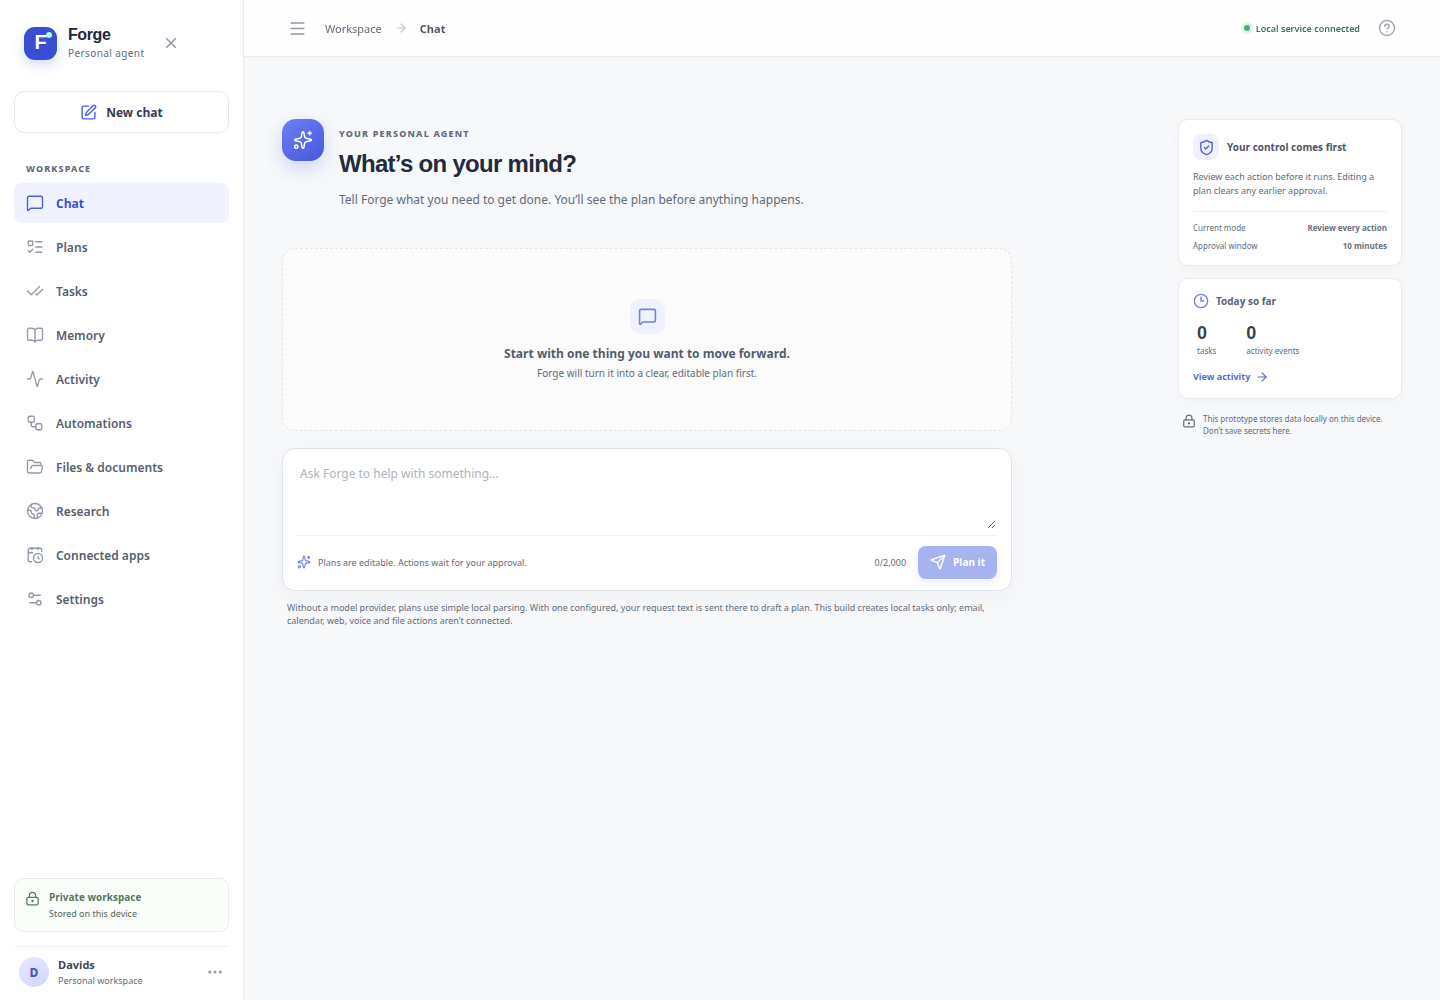 F
Forge
Personal agent
New chat
WORKSPACE
Chat
Plans
Tasks
Memory
Activity
Automations
Files & documents
Research
Connected apps
Settings
Private workspace
Stored on this device
D
Davids
Personal workspace
Workspace
Chat
Local service connected
YOUR PERSONAL AGENT
What’s on your mind?
Tell Forge what you need to get done. You’ll see the plan before anything happens.
Start with one thing you want to move forward.
Forge will turn it into a clear, editable plan first.
Ask Forge to help with something...
Plans are editable. Actions wait for your approval.
0/2,000
Plan it
Without a model provider, plans use simple local parsing. With one configured, your request text is sent there to draft a plan. This build creates local tasks only; email,
calendar, web, voice and file actions aren’t connected.
Your control comes first
Review each action before it runs. Editing a
plan clears any earlier approval.
Current mode
Review every action
Approval window
10 minutes
Today so far
0
tasks
0
activity events
View activity
This prototype stores data locally on this device.
Don’t save secrets here.